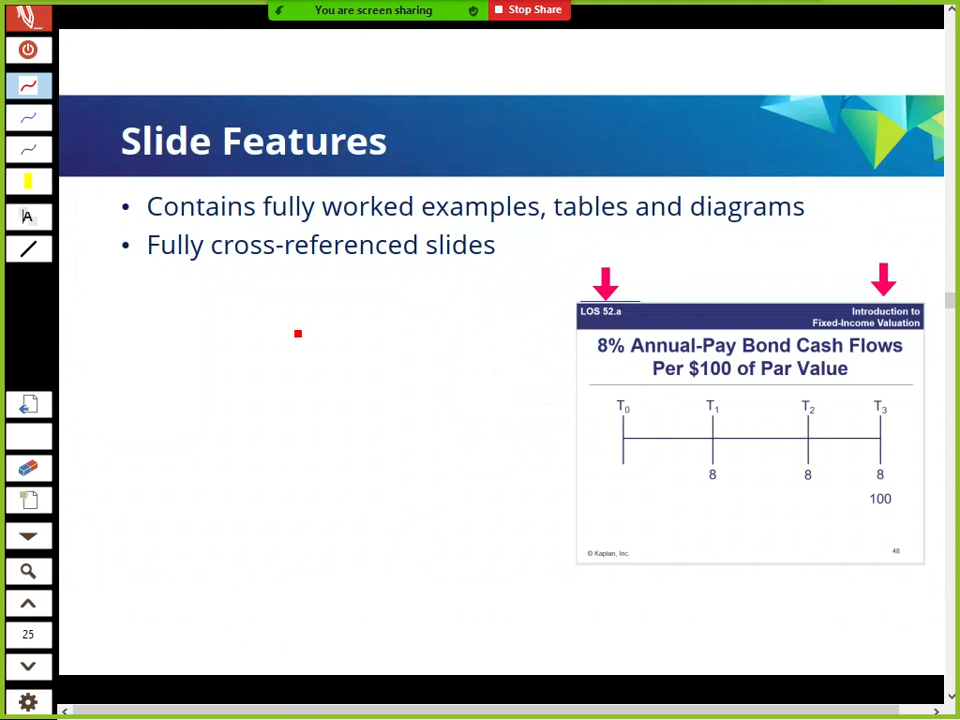 You are screen sharing
Stop Share
Slide Features
• Contains fully worked examples, tables and diagrams
• Fully cross-referenced slides
LOS 52.a
Introduction to
Fixed-Income Valuation
8% Annual-Pay Bond Cash Flows
Per $100 of Par Value
T0 T1 T2 T3
8 8 8
100
© Kaplan, Inc.
48
A
25